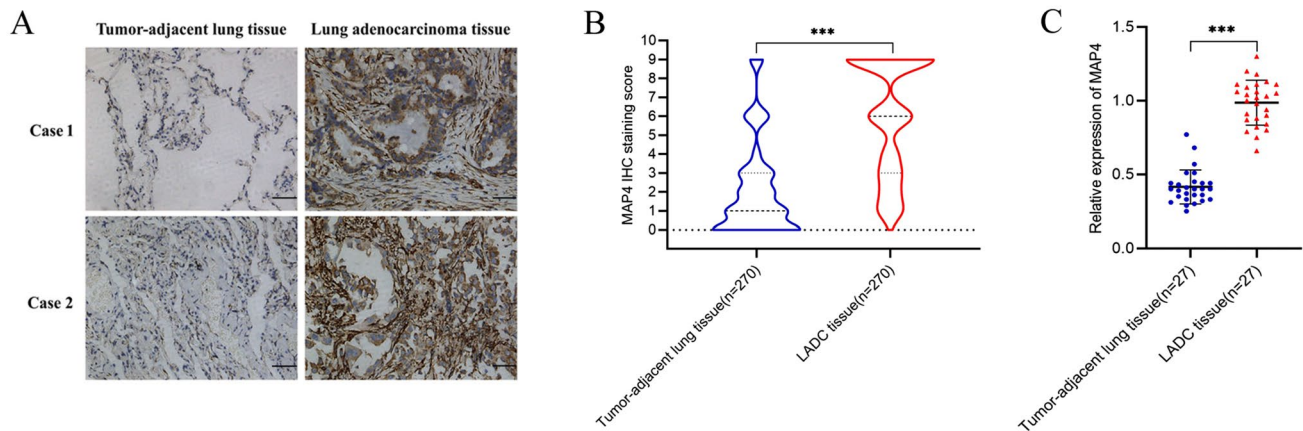 A
Tumor-adjacent lung tissue
Lung adenocarcinoma tissue
Case 1
Case 2
B
MAP4 IHC staining score
10
9
8
7
6
5
4
3
2
1
0
***
Tumor-adjacent lung tissue(n=270)
LADC tissue(n=270)
C
Relative expression of MAP4
1.5
1.0
0.5
0.0
***
Tumor-adjacent lung tissue(n=27)
LADC tissue(n=27)